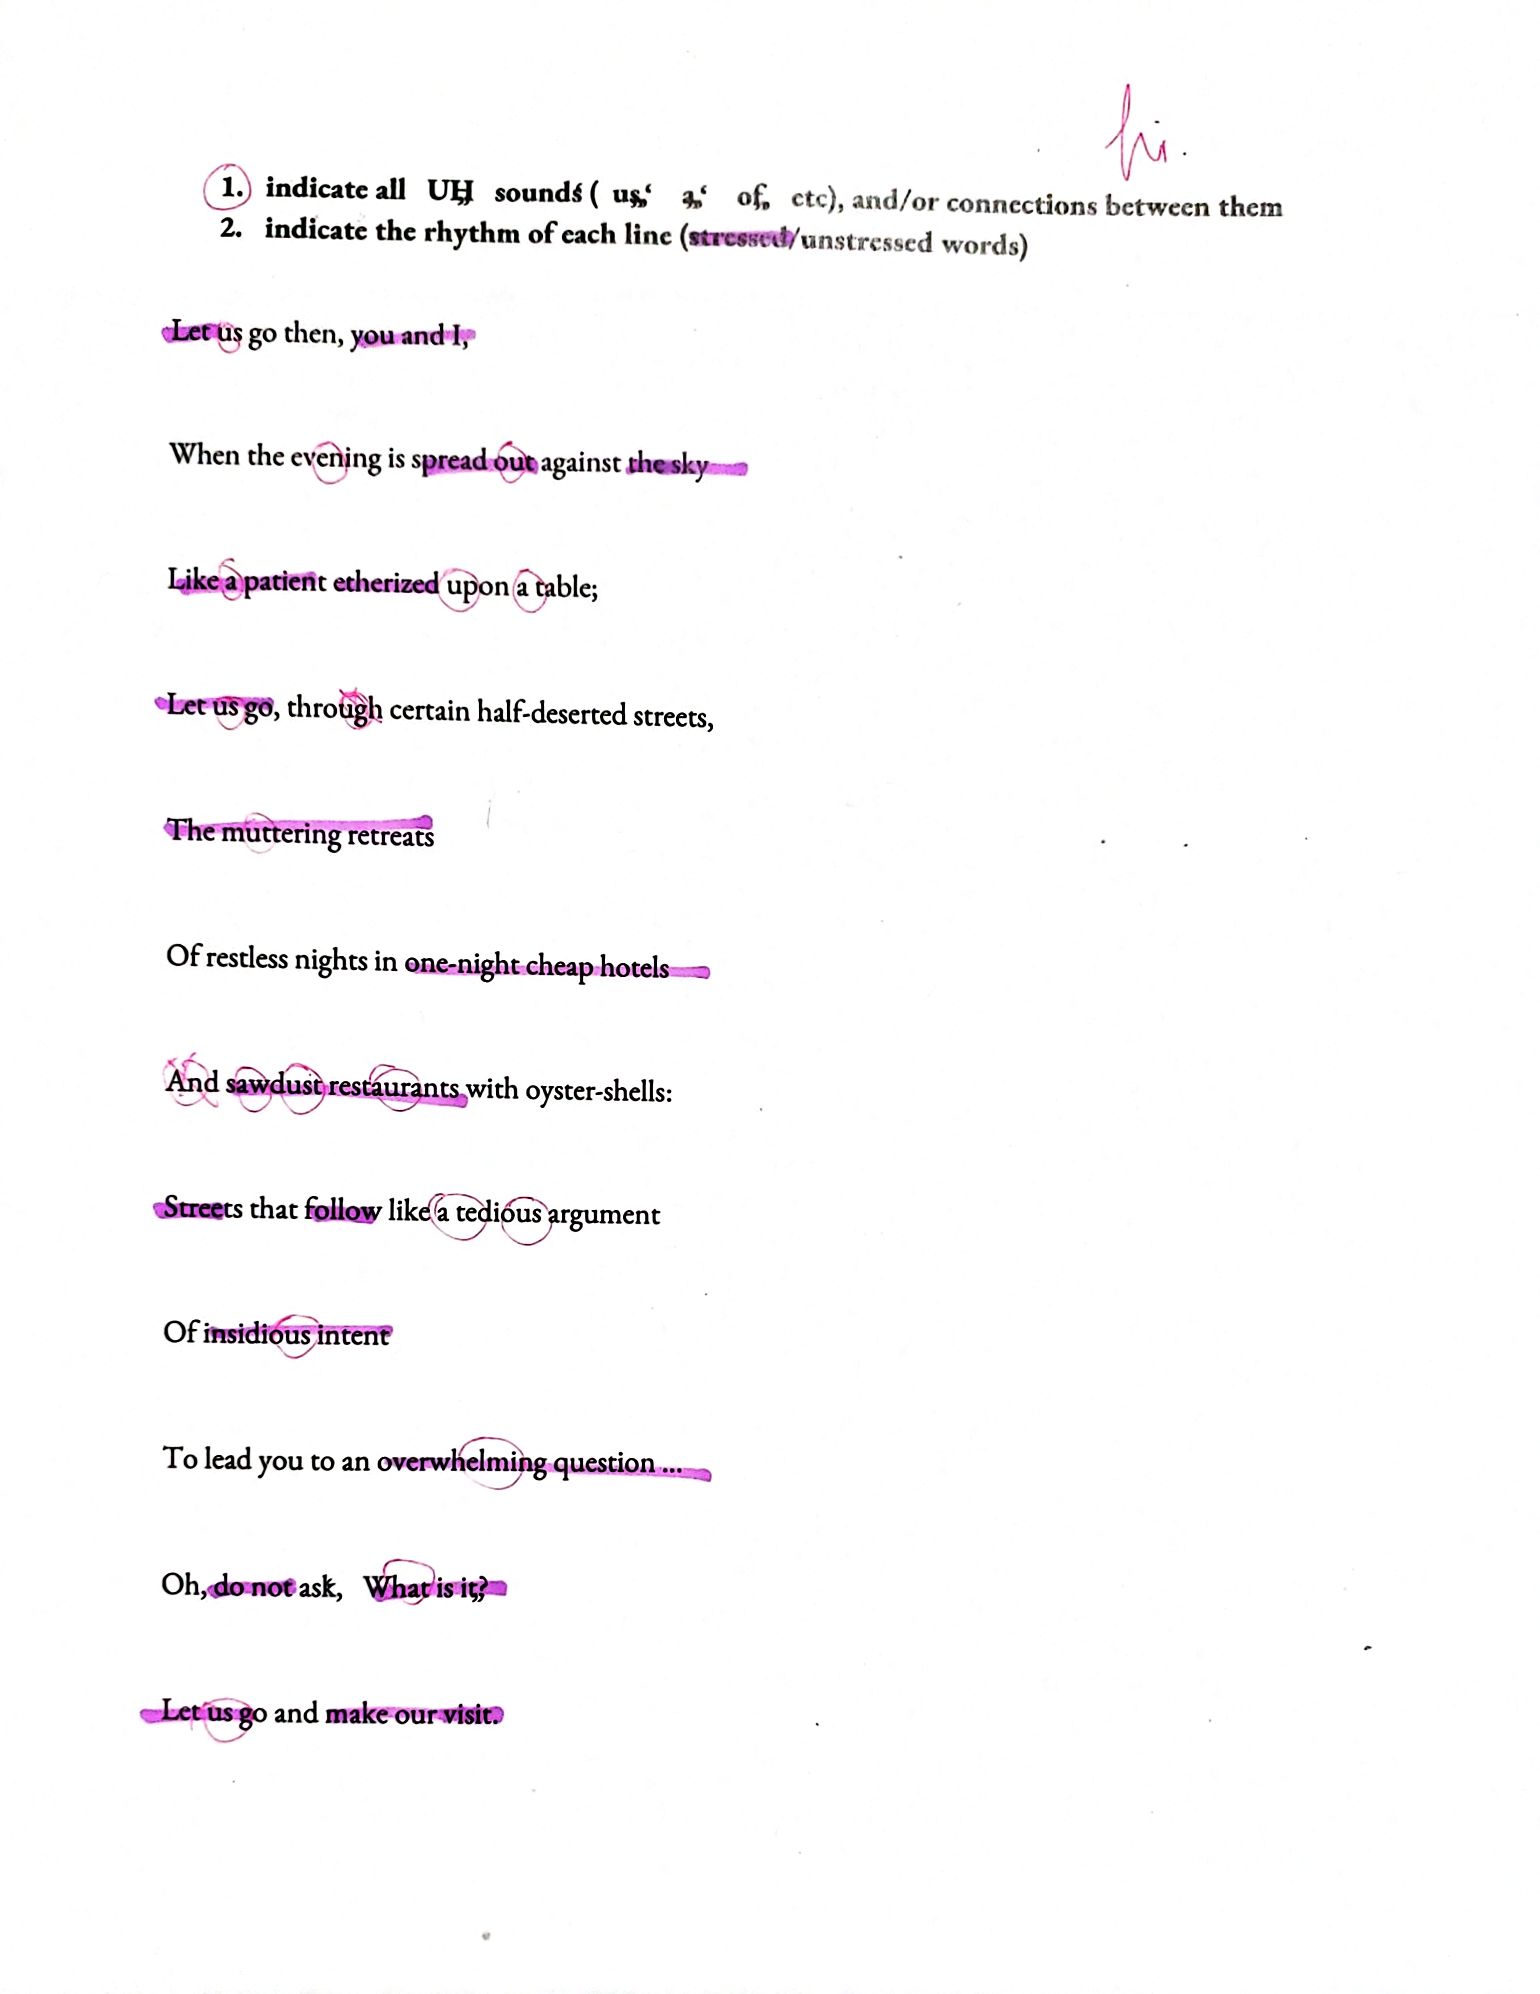 hi.
1. indicate all UH sounds ( us, a, of, etc), and/or connections between them
2. indicate the rhythm of each line (stressed/unstressed words)
Let us go then, you and I,
When the evening is spread out against the sky
Like a patient etherized upon a table;
Let us go, through certain half-deserted streets,
The muttering retreats
Of restless nights in one-night cheap hotels
And sawdust restaurants with oyster-shells:
Streets that follow like a tedious argument
Of insidious intent
To lead you to an overwhelming question ...
Oh, do not ask, What is it?
Let us go and make our visit.